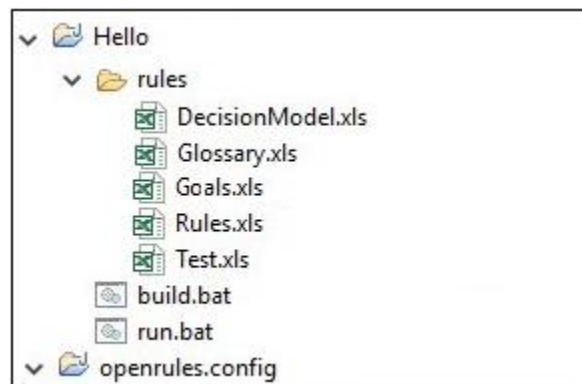 Hello
rules
DecisionModel.xls
Glossary.xls
Goals.xls
Rules.xls
Test.xls
build.bat
run.bat
openrules.config